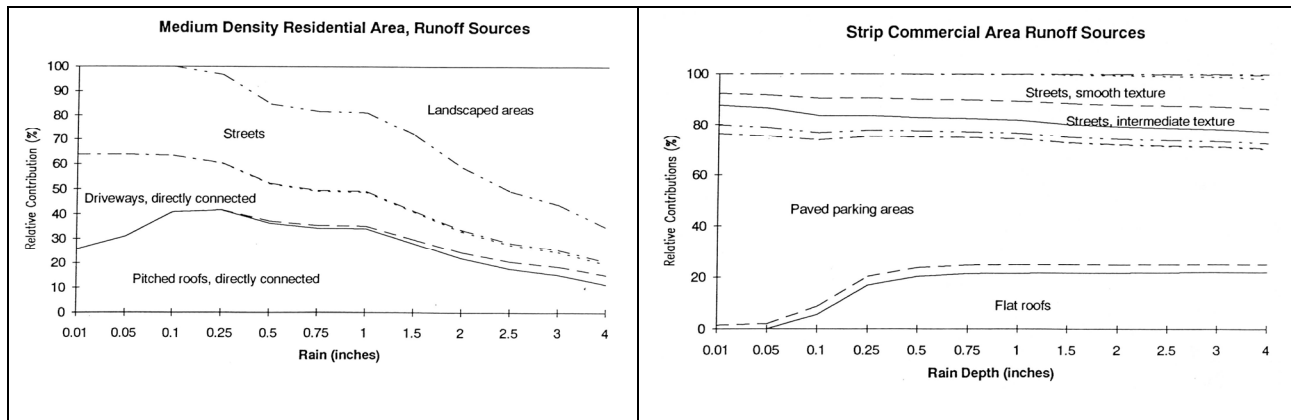 Medium Density Residential Area, Runoff Sources
Relative Contribution (%)
100
90
80
70
60
50
40
30
20
10
0
Landscaped areas
Streets
Driveways, directly connected
Pitched roofs, directly connected
0.01 0.05 0.1 0.25 0.5 0.75 1 1.5 2 2.5 3 4
Rain (inches)
Strip Commercial Area Runoff Sources
Relative Contributions (%)
100
80
60
40
20
0
Streets, smooth texture
Streets, intermediate texture
Paved parking areas
Flat roofs
0.01 0.05 0.1 0.25 0.5 0.75 1 1.5 2 2.5 3 4
Rain Depth (inches)